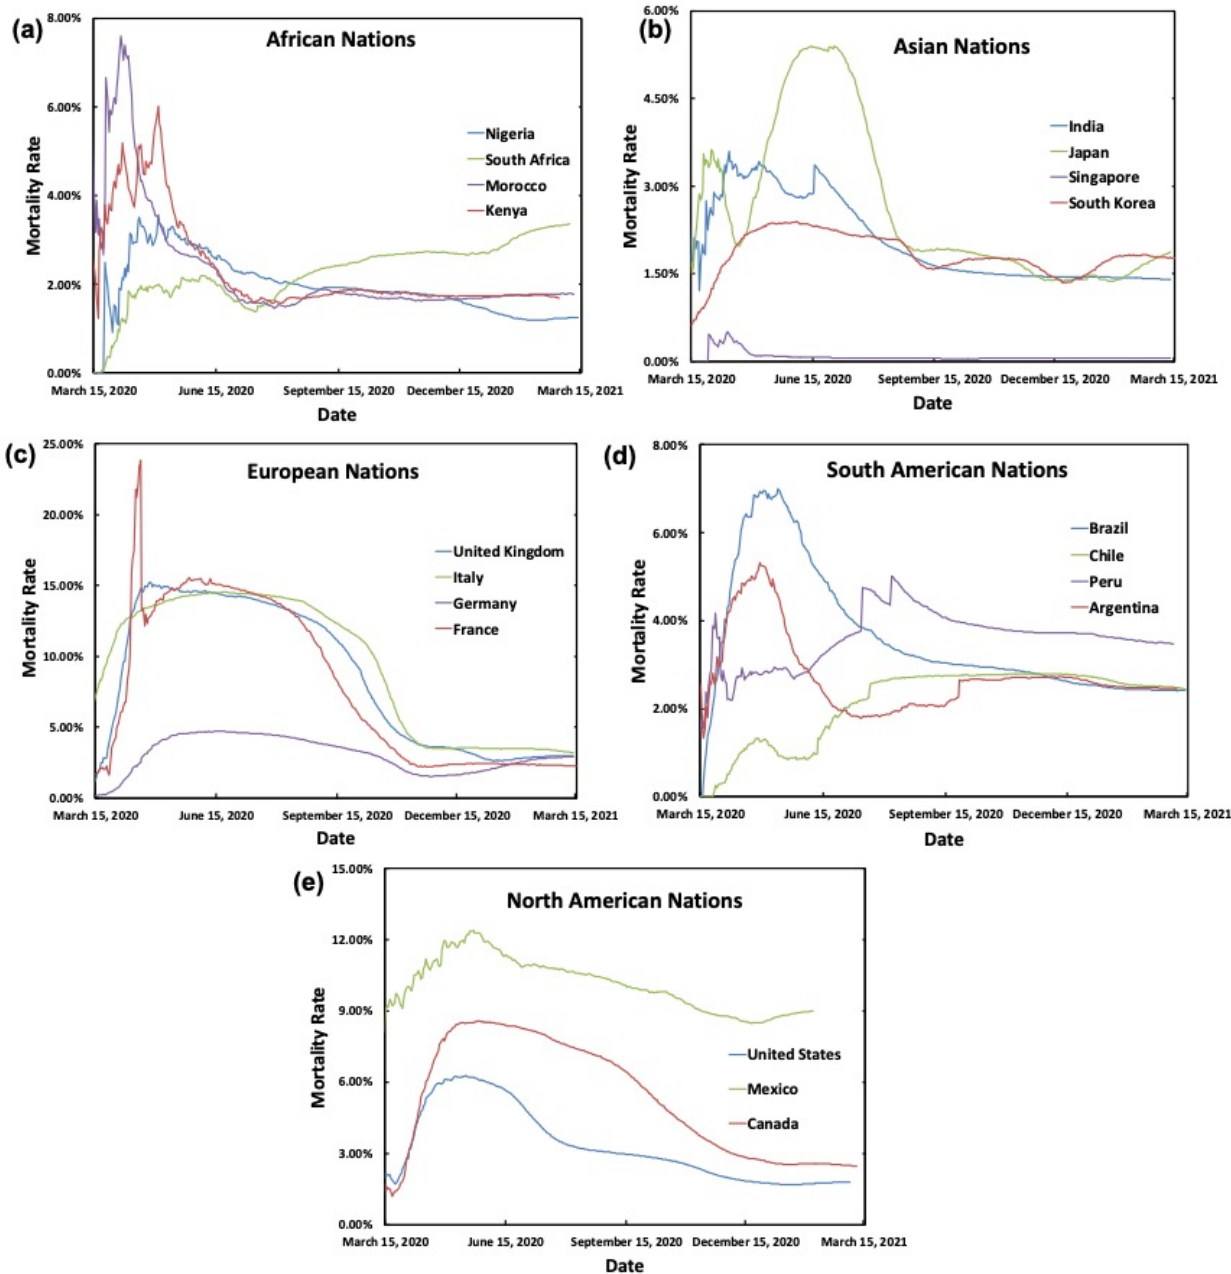 (a)
African Nations
8.00%
6.00%
4.00%
2.00%
0.00%
Mortality Rate
Nigeria
South Africa
Morocco
Kenya
March 15, 2020
June 15, 2020
September 15, 2020
December 15, 2020
March 15, 2021
Date
(b)
Asian Nations
6.00%
4.50%
3.00%
1.50%
0.00%
Mortality Rate
India
Japan
Singapore
South Korea
March 15, 2020
June 15, 2020
September 15, 2020
December 15, 2020
March 15, 2021
Date
(c)
European Nations
25.00%
20.00%
15.00%
10.00%
5.00%
0.00%
Mortality Rate
United Kingdom
Italy
Germany
France
March 15, 2020
June 15, 2020
September 15, 2020
December 15, 2020
March 15, 2021
Date
(d)
South American Nations
8.00%
6.00%
4.00%
2.00%
0.00%
Mortality Rate
Brazil
Chile
Peru
Argentina
March 15, 2020
June 15, 2020
September 15, 2020
December 15, 2020
March 15, 2021
Date
(e)
North American Nations
15.00%
12.00%
9.00%
6.00%
3.00%
0.00%
Mortality Rate
United States
Mexico
Canada
March 15, 2020
June 15, 2020
September 15, 2020
December 15, 2020
March 15, 2021
Date